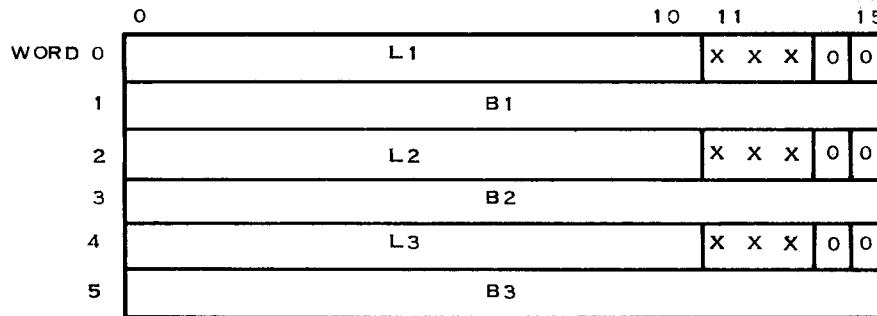 0 10 11 15
WORD 0 L1 X X X 0 0
1 B1
2 L2 X X X 0 0
3 B2
4 L3 X X X 0 0
5 B3